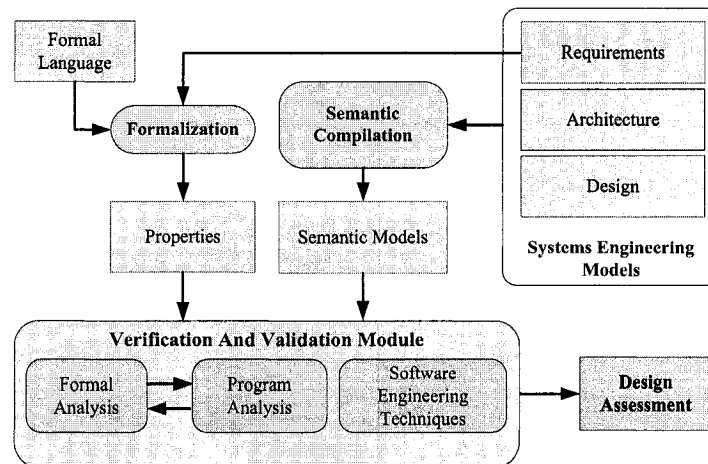 Formal
Language
Formalization
Semantic
Compilation
Requirements
Architecture
Design
Systems Engineering
Models
Properties
Semantic Models
Verification And Validation Module
Formal
Analysis
Program
Analysis
Software
Engineering
Techniques
Design
Assessment